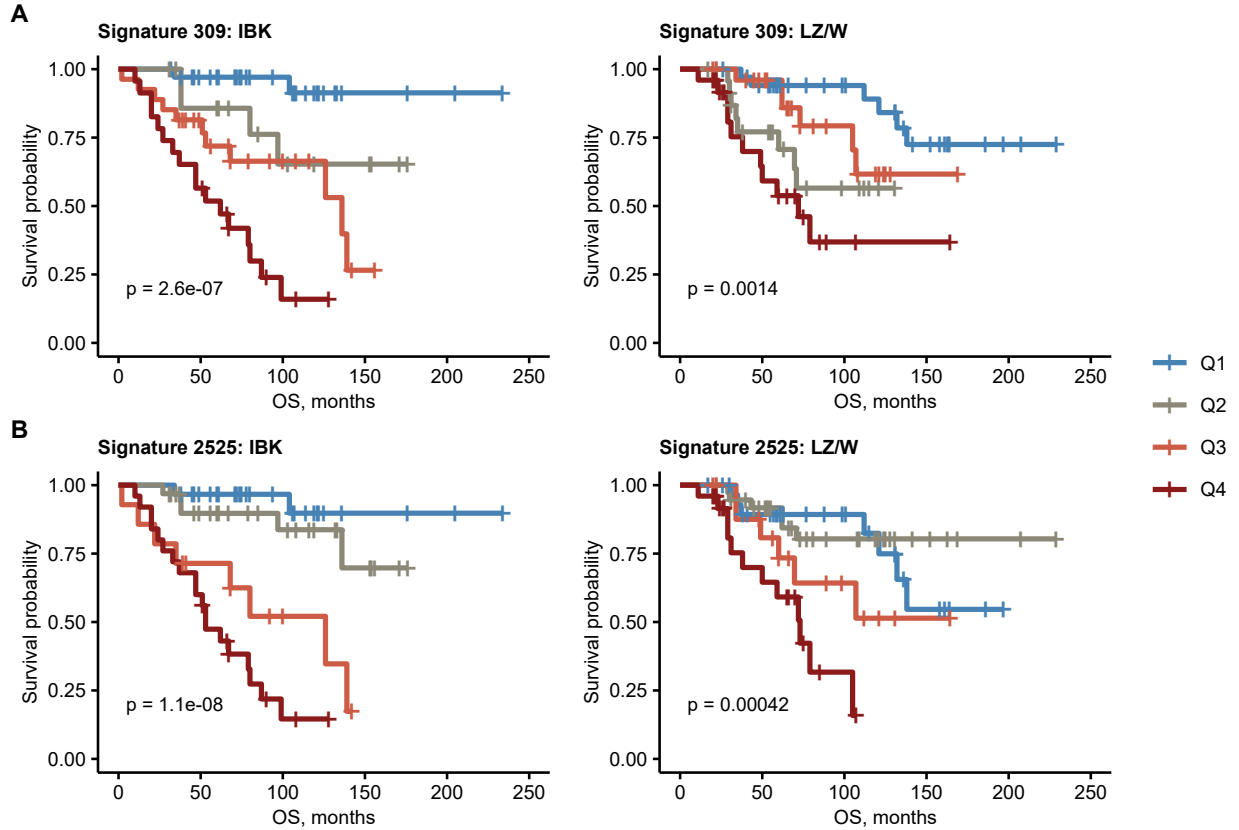 A
Signature 309: IBK
Survival probability
1.00
0.75
0.50
0.25
0.00
p = 2.6e-07
0 50 100 150 200 250
OS, months
Signature 309: LZ/W
Survival probability
1.00
0.75
0.50
0.25
0.00
p = 0.0014
0 50 100 150 200 250
OS, months
B
Signature 2525: IBK
Survival probability
1.00
0.75
0.50
0.25
0.00
p = 1.1e-08
0 50 100 150 200 250
OS, months
Signature 2525: LZ/W
Survival probability
1.00
0.75
0.50
0.25
0.00
p = 0.00042
0 50 100 150 200 250
OS, months
Q1
Q2
Q3
Q4